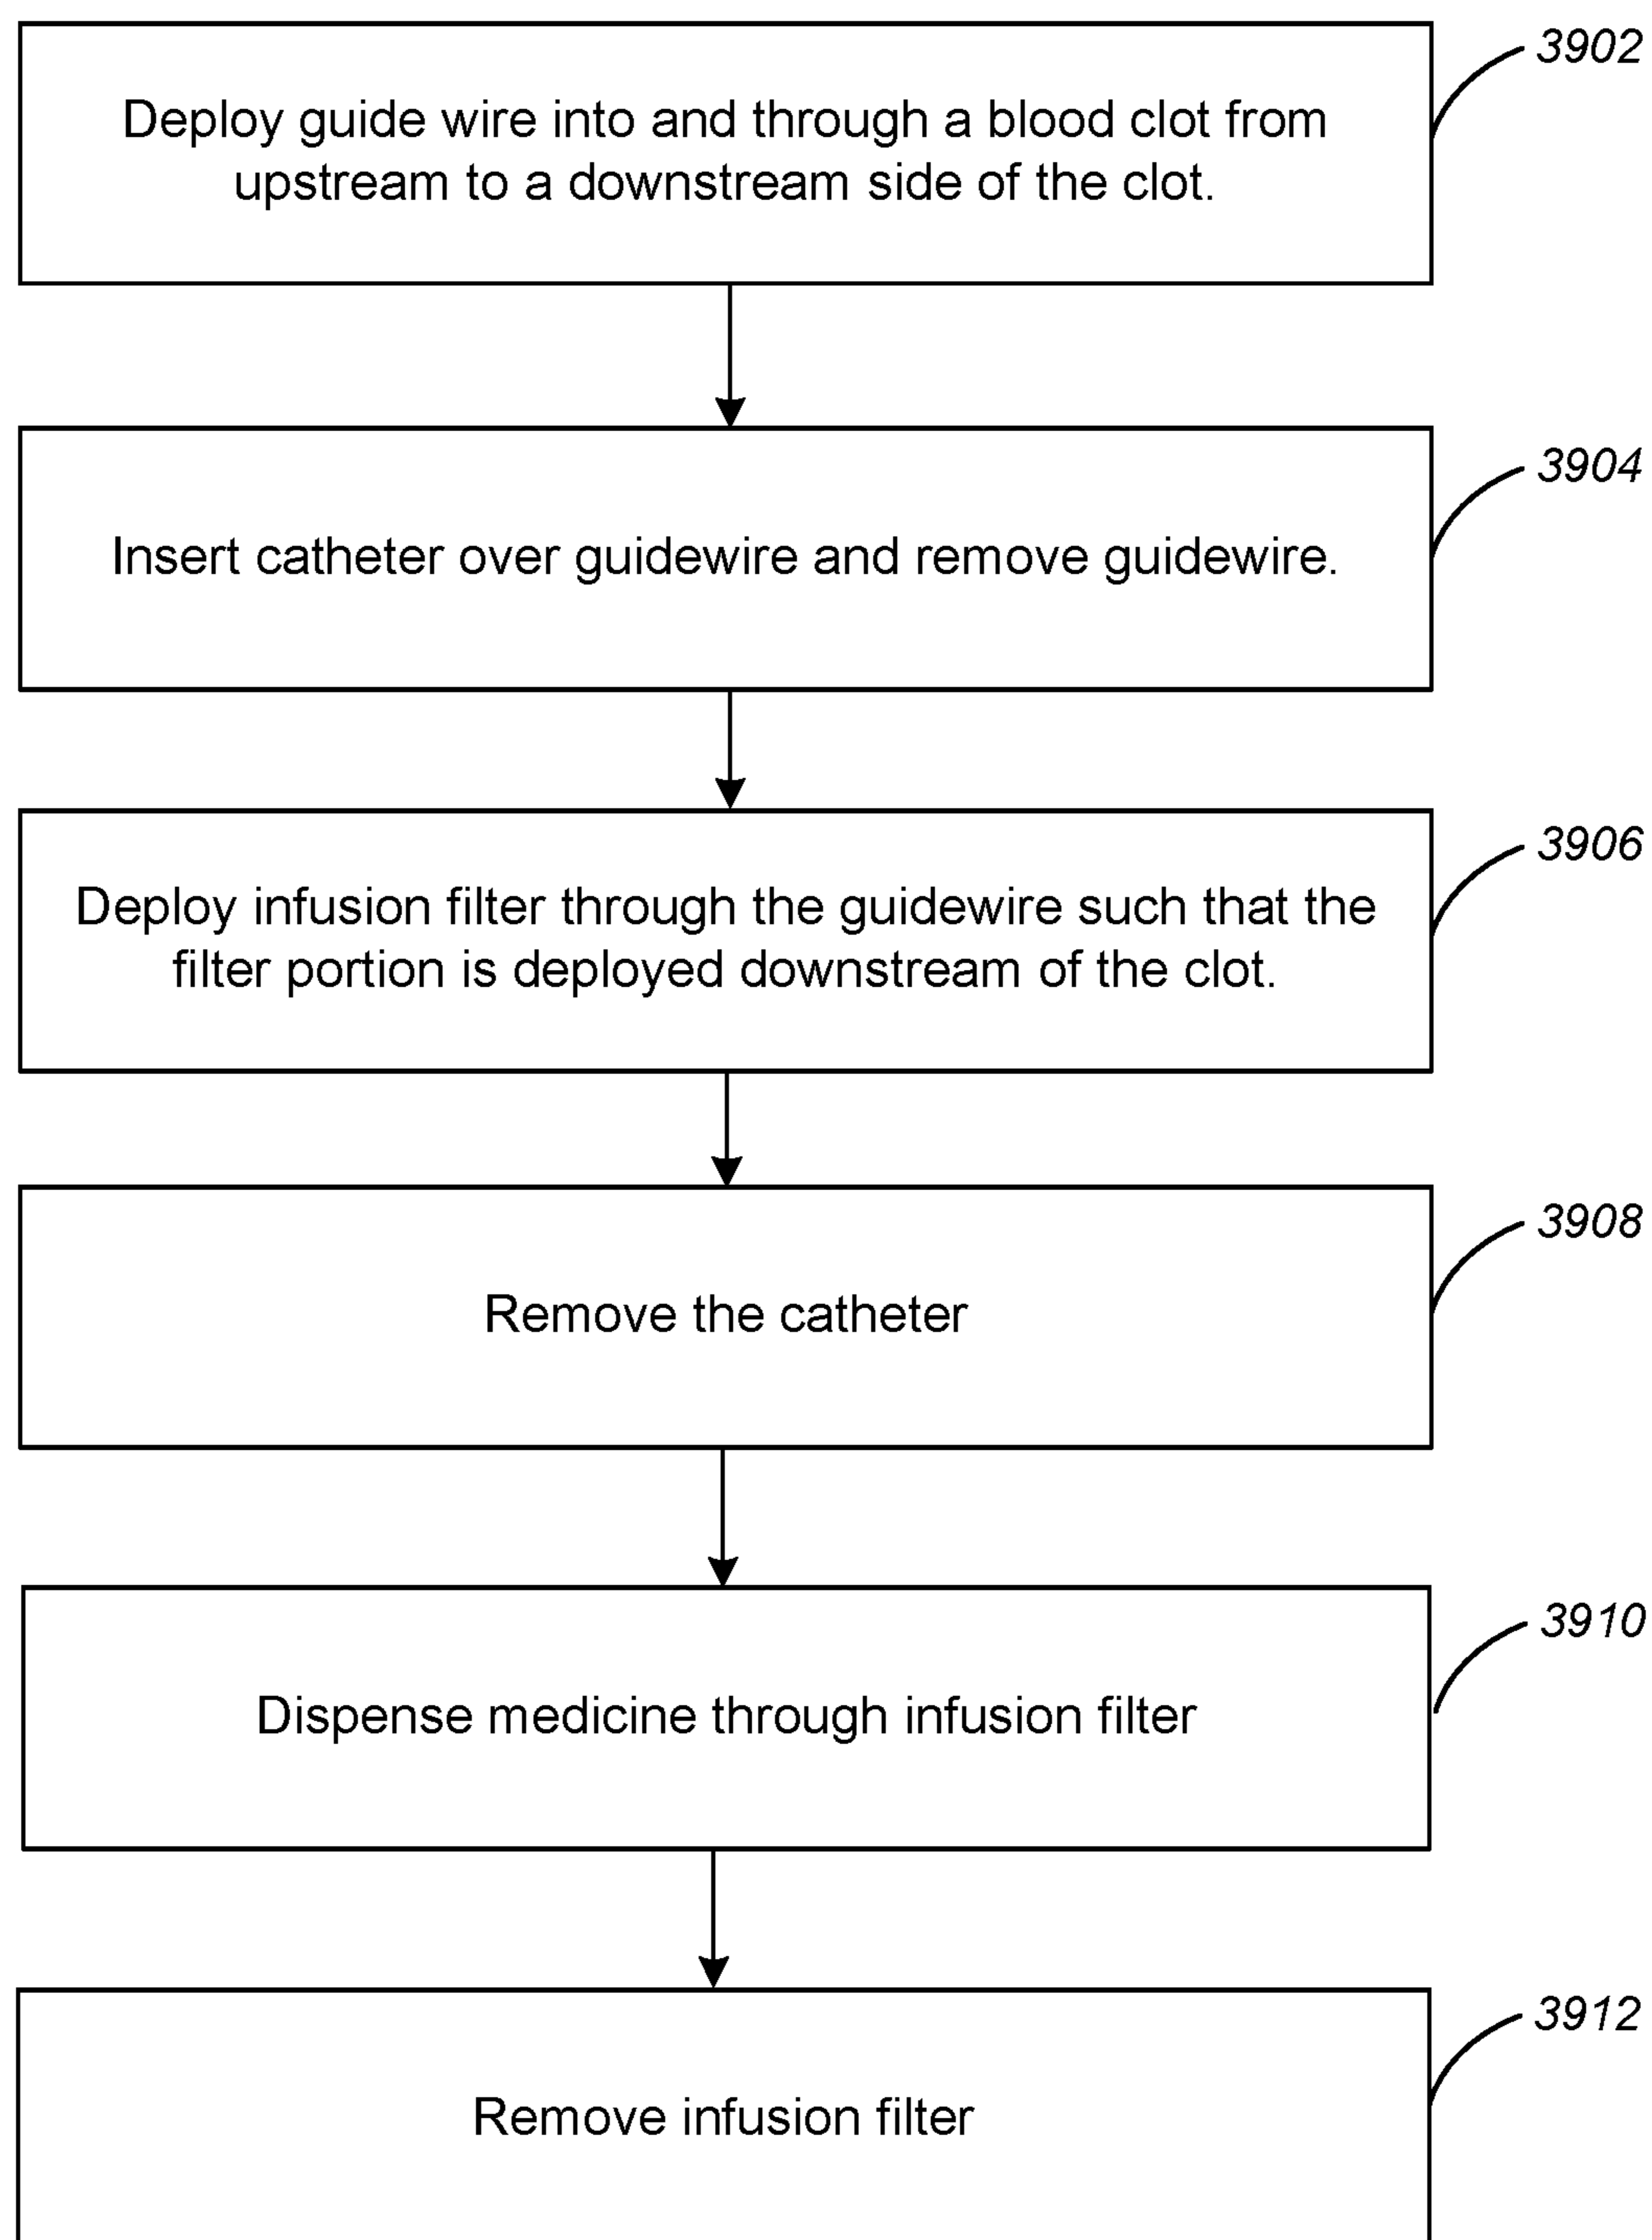 3902
Deploy guide wire into and through a blood clot from
upstream to a downstream side of the clot.
3904
Insert catheter over guidewire and remove guidewire.
3906
Deploy infusion filter through the guidewire such that the
filter portion is deployed downstream of the clot.
3908
Remove the catheter
3910
Dispense medicine through infusion filter
3912
Remove infusion filter